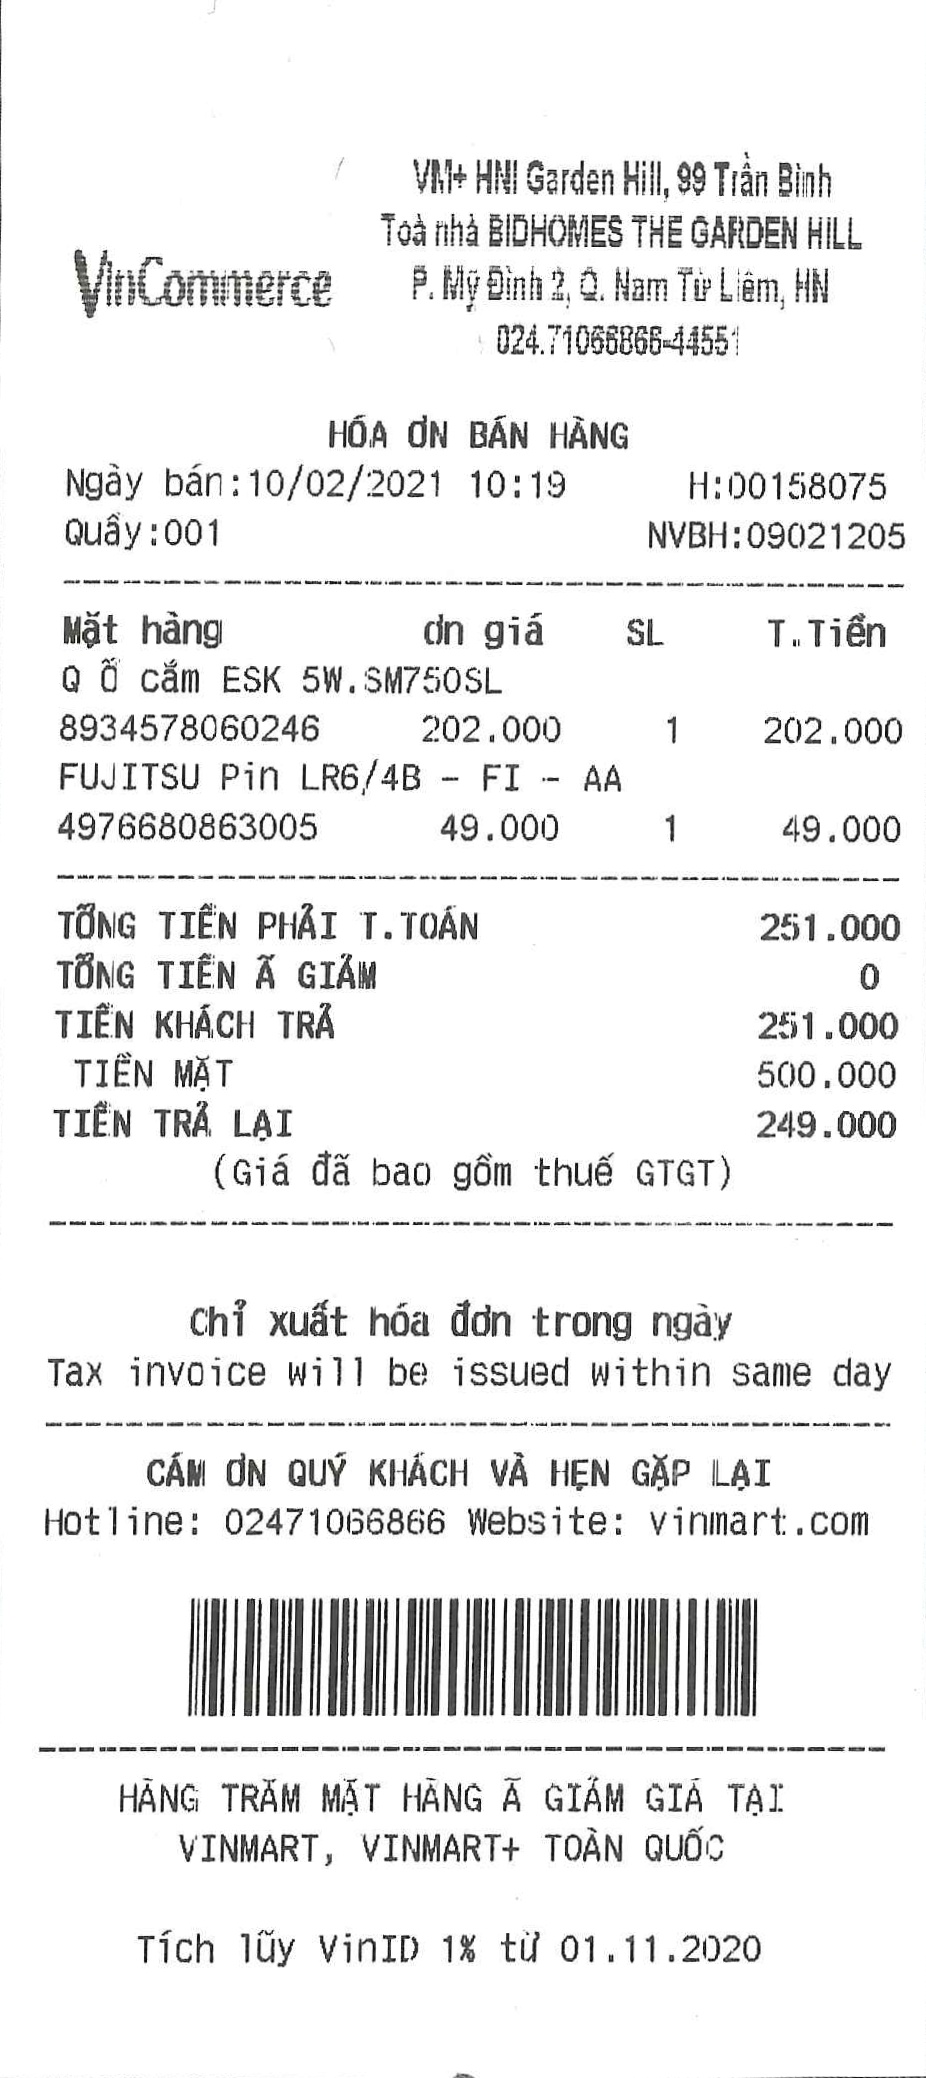 VM+ HNI Garden Hill, 99 Trần Bình
Toà nhà BIDHOMES THE GARDEN HILL
VinCommerce
P. Mỹ Đình 2, Q. Nam Từ Liêm, HN
024.71066866-44551
HÓA ƠN BÁN HÀNG
Ngày bán:10/02/2021 10:19 H:00158075
Quầy:001 NVBH:09021205
Mặt hàng ơn giá SL T.Tiền
Q Ổ cắm ESK 5W.SM750SL
8934578060246 202.000 1 202.000
FUJITSU Pin LR6/4B - FI - AA
4976680863005 49.000 1 49.000
TỔNG TIỀN PHẢI T.TOÁN 251.000
TỔNG TIỀN Ã GIẢM 0
TIỀN KHÁCH TRẢ 251.000
TIỀN MẶT 500.000
TIỀN TRẢ LẠI 249.000
(Giá đã bao gồm thuế GTGT)
Chỉ xuất hóa đơn trong ngày
Tax invoice will be issued within same day
CẢM ƠN QUÝ KHÁCH VÀ HẸN GẶP LẠI
Hotline: 02471066866 Website: vinmart.com
HÀNG TRĂM MẶT HÀNG Ã GIẢM GIÁ TẠI
VINMART, VINMART+ TOÀN QUỐC
Tích lũy VinID 1% từ 01.11.2020